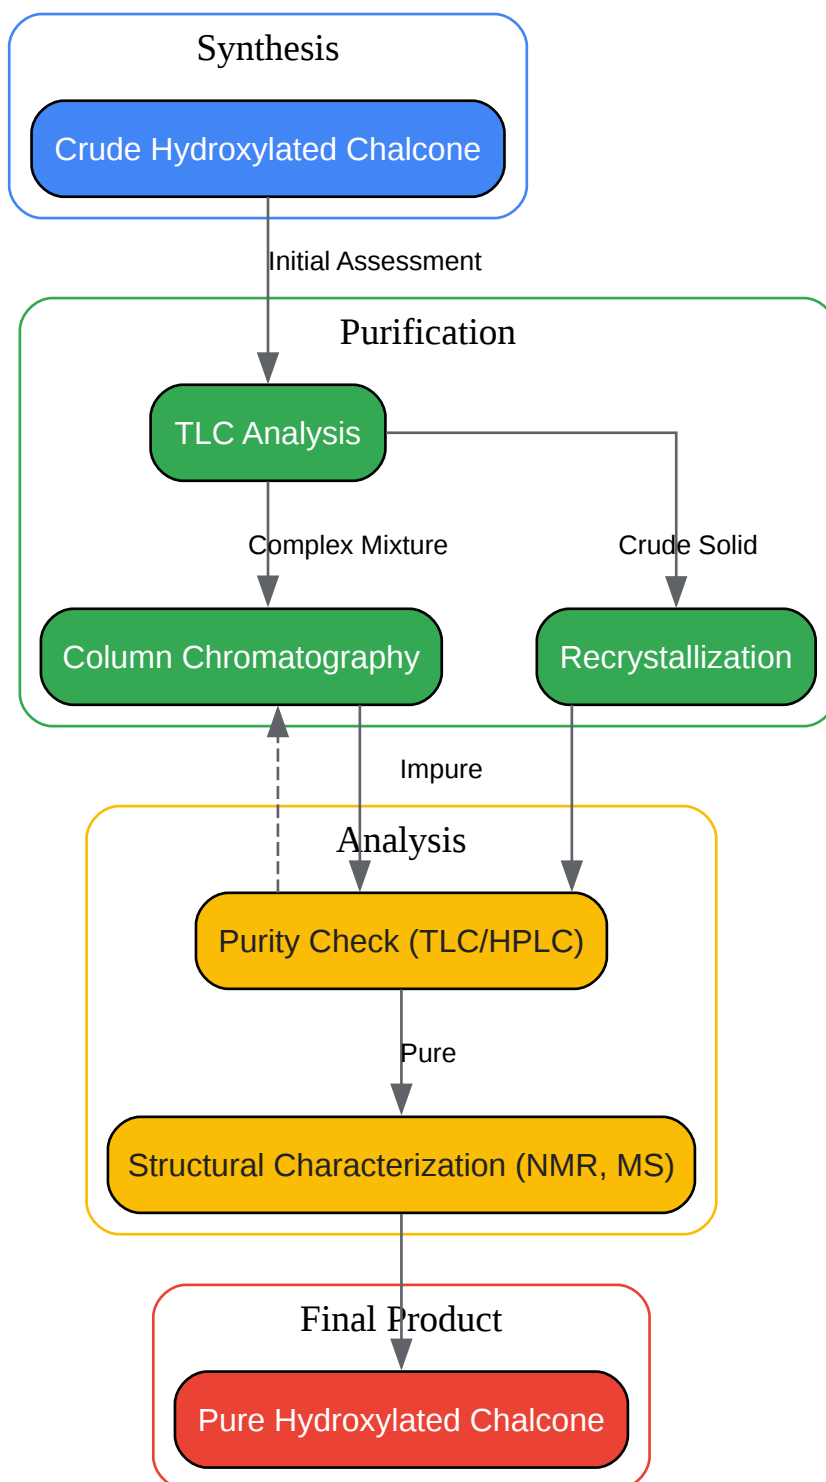 Synthesis
Crude Hydroxylated Chalcone
Initial Assessment
Purification
TLC Analysis
Complex Mixture
Crude Solid
Column Chromatography
Recrystallization
Impure
Analysis
Purity Check (TLC/HPLC)
Pure
Structural Characterization (NMR, MS)
Final Product
Pure Hydroxylated Chalcone